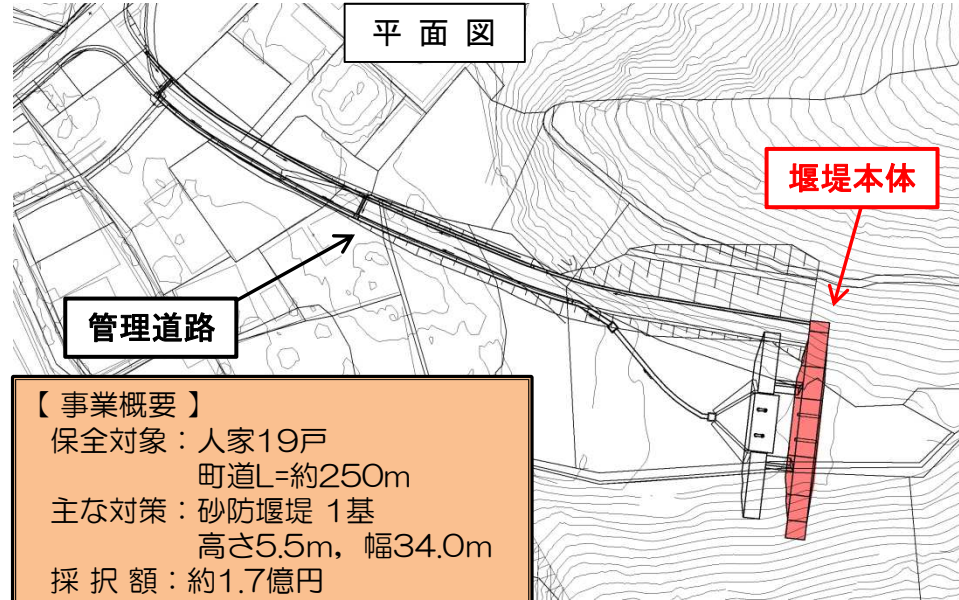 平 面 図
堰堤本体
管理道路
【 事業概要 】
保全対象：人家19戸
町道L=約250m
主な対策：砂防堰堤 1基
高さ5.5m，幅34.0m
採 択 額：約1.7億円